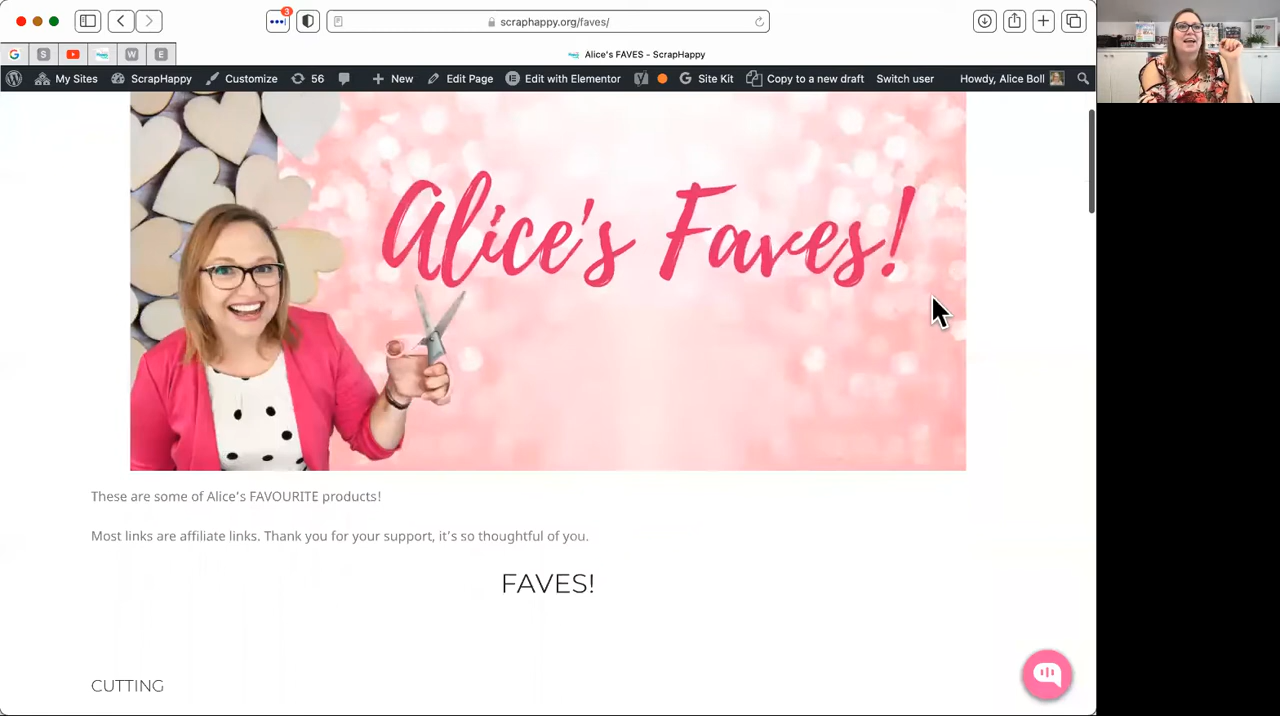 3
scraphappy.org/faves/
G S W E Alice's FAVES - ScrapHappy
My Sites ScrapHappy Customize 56 New Edit Page Edit with Elementor Site Kit Copy to a new draft Switch user Howdy, Alice Boll
Alice's Faves!
These are some of Alice's FAVOURITE products!
Most links are affiliate links. Thank you for your support, it's so thoughtful of you.
FAVES!
CUTTING